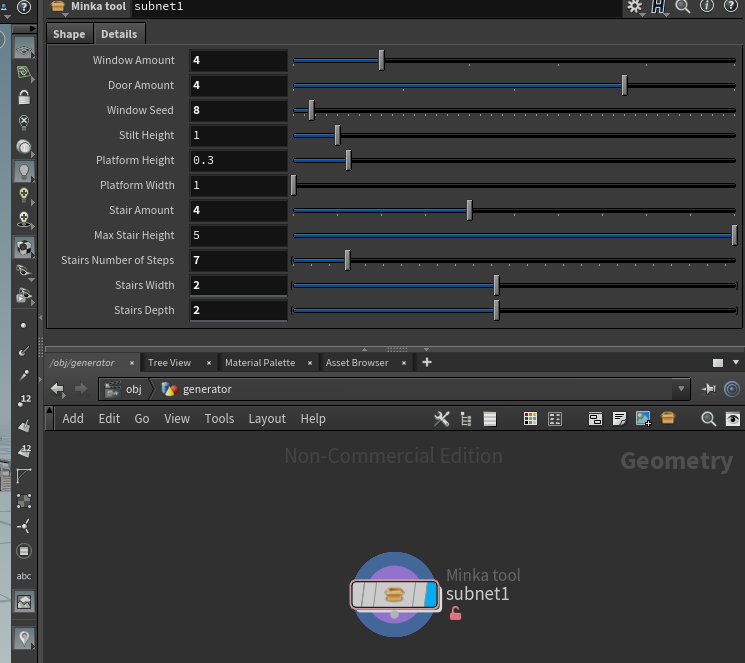 Minka tool subnet1
Shape Details
Window Amount 4
Door Amount 4
Window Seed 8
Stilt Height 1
Platform Height 0.3
Platform Width 1
Stair Amount 4
Max Stair Height 5
Stairs Number of Steps 7
Stairs Width 2
Stairs Depth 2
/obj/generator × Tree View × Material Palette × Asset Browser × +
obj generator
Add Edit Go View Tools Layout Help
Non-Commercial Edition Geometry
12
12
abc
Minka tool
subnet1